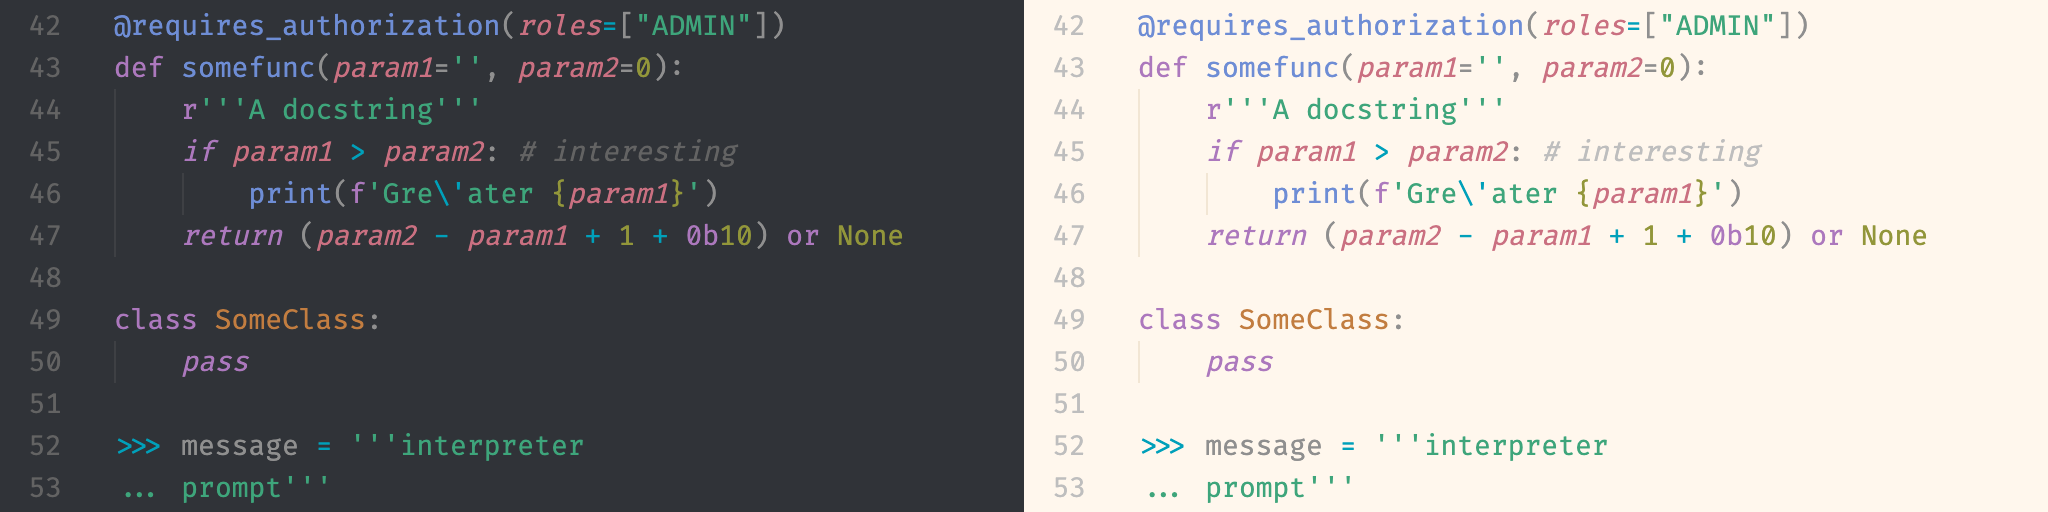 42 @requires_authorization(roles=["ADMIN"])
43 def somefunc(param1='', param2=0):
44     r'''A docstring'''
45     if param1 > param2: # interesting
46         print(f'Gre\'ater {param1}')
47     return (param2 - param1 + 1 + 0b10) or None
48
49 class SomeClass:
50     pass
51
52 >>> message = '''interpreter
53 ... prompt'''
42 @requires_authorization(roles=["ADMIN"])
43 def somefunc(param1='', param2=0):
44     r'''A docstring'''
45     if param1 > param2: # interesting
46         print(f'Gre\'ater {param1}')
47     return (param2 - param1 + 1 + 0b10) or None
48
49 class SomeClass:
50     pass
51
52 >>> message = '''interpreter
53 ... prompt'''